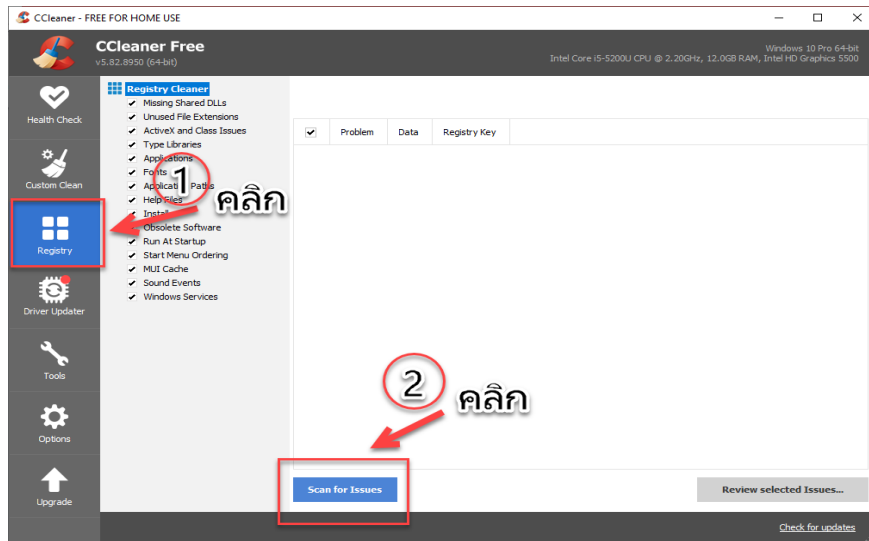 CCleaner - FREE FOR HOME USE
CCleaner Free
v5.82.8950 (64-bit)
Windows 10 Pro 64-bit
Intel Core i5-5200U CPU @ 2.20GHz, 12.0GB RAM, Intel HD Graphics 5500
Health Check
Custom Clean
Registry
Driver Updater
Tools
Options
Upgrade
Registry Cleaner
Missing Shared DLLs
Unused File Extensions
ActiveX and Class Issues
Type Libraries
Applications
Fonts
Application Paths
Help Files
Install
Obsolete Software
Run At Startup
Start Menu Ordering
MUI Cache
Sound Events
Windows Services
1
คลิก
Problem Data Registry Key
2
คลิก
Scan for Issues
Review selected Issues...
Check for updates